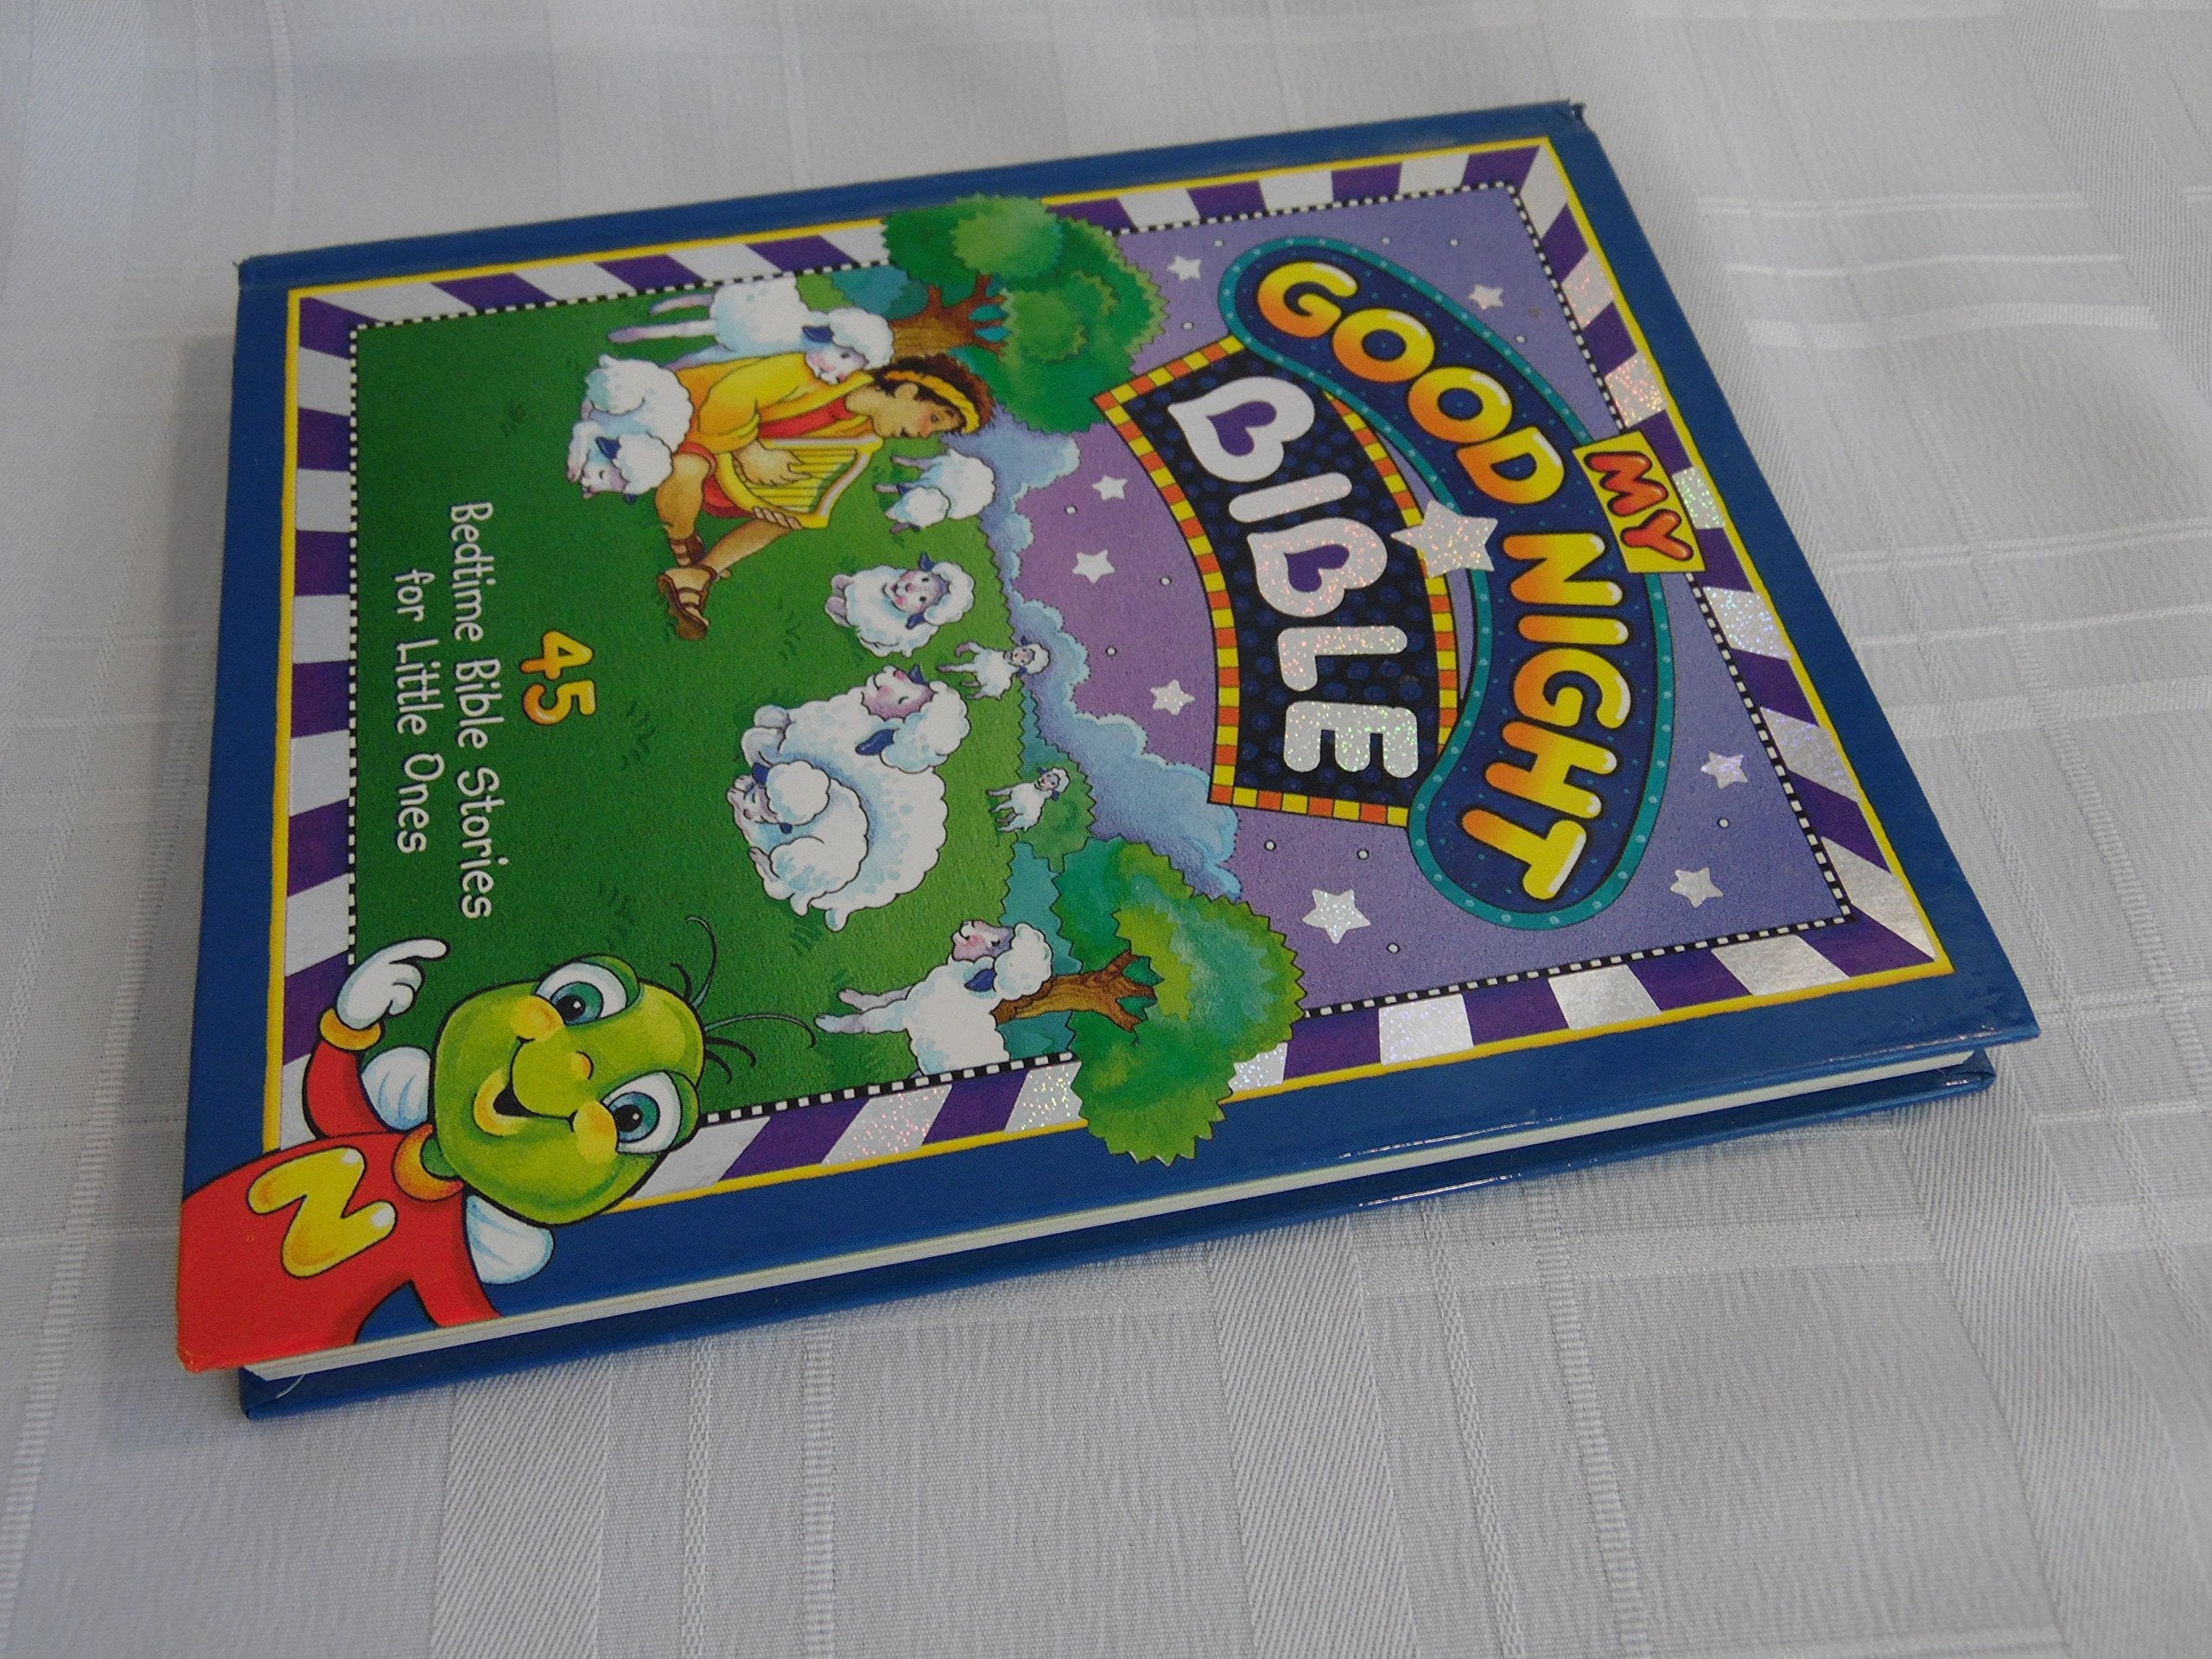 MY
GOOD NIGHT
BIBLE
45
Bedtime Bible Stories
for Little Ones
N